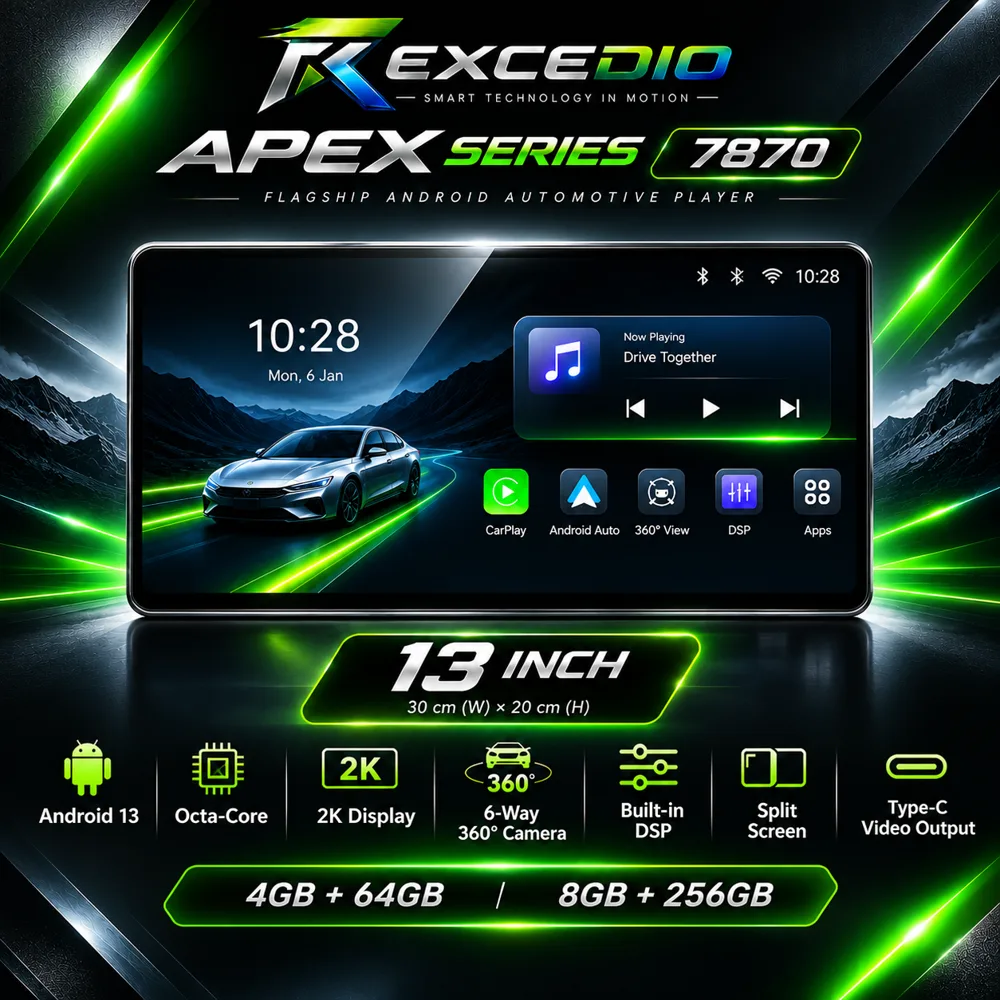 EXCEDIO
SMART TECHNOLOGY IN MOTION
APEX SERIES 7870
FLAGSHIP ANDROID AUTOMOTIVE PLAYER
10:28
10:28
Mon, 6 Jan
Now Playing
Drive Together
CarPlay
Android Auto
360° View
DSP
Apps
13 INCH
30 cm (W) × 20 cm (H)
2K
360°
Android 13
Octa-Core
2K Display
6-Way
360° Camera
Built-in
DSP
Split
Screen
Type-C
Video Output
4GB + 64GB / 8GB + 256GB